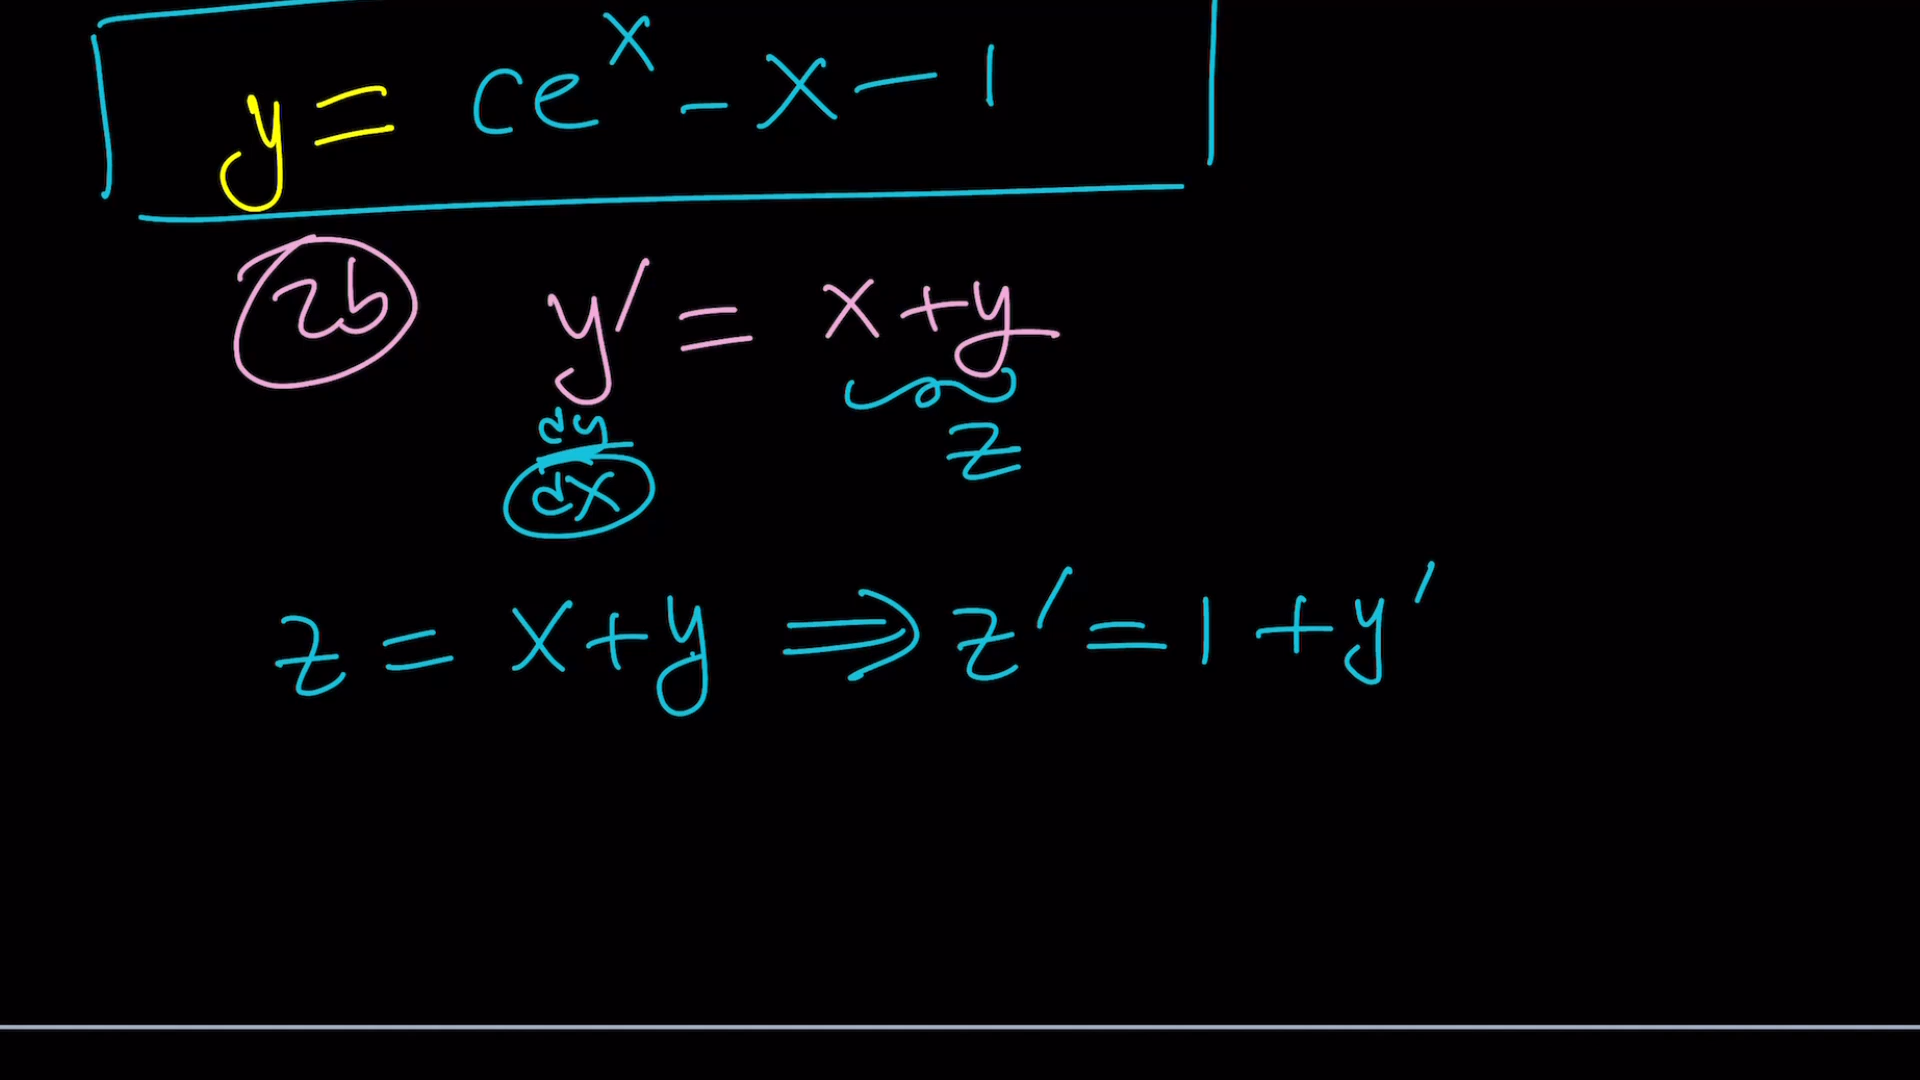 y = ce^x - x - 1
2b y' = x + y
dy/dx z
z = x + y ⇒ z' = 1 + y'